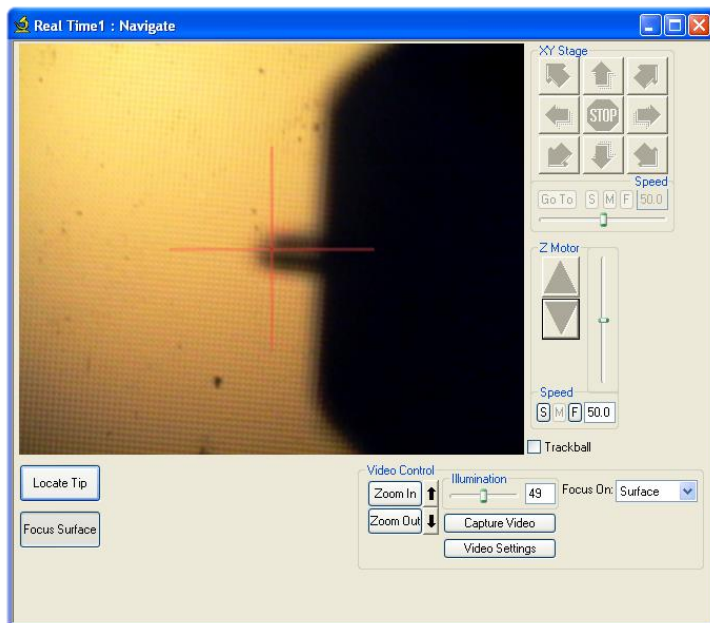 Real Time1 : Navigate
XY Stage
STOP
Speed
Go To S M F 50.0
Z Motor
Speed
S M F 50.0
Trackball
Locate Tip
Focus Surface
Video Control
Zoom In
Zoom Out
Illumination
49
Capture Video
Video Settings
Focus On: Surface